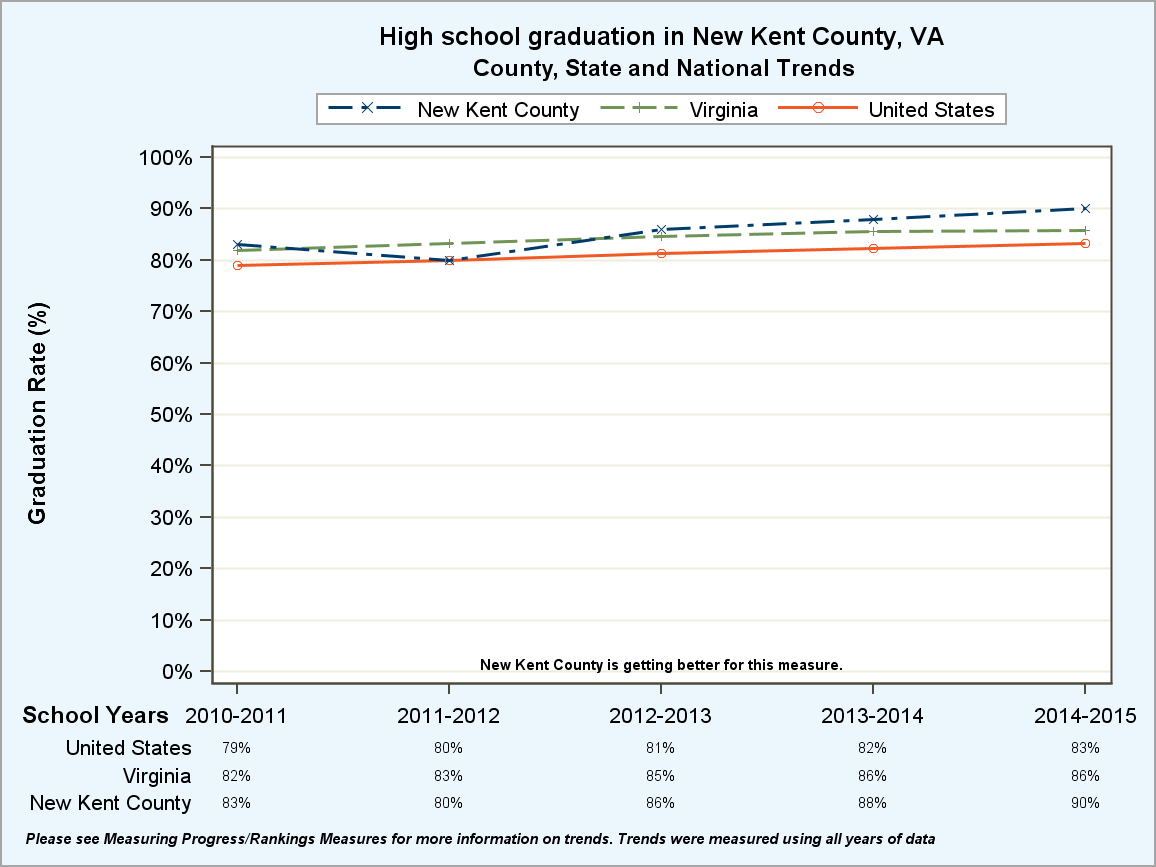 High school graduation in New Kent County, VA
County, State and National Trends
New Kent County Virginia United States
Graduation Rate (%)
100%
90%
80%
70%
60%
50%
40%
30%
20%
10%
0%
New Kent County is getting better for this measure.
School Years 2010-2011 2011-2012 2012-2013 2013-2014 2014-2015
United States 79% 80% 81% 82% 83%
Virginia 82% 83% 85% 86% 86%
New Kent County 83% 80% 86% 88% 90%
Please see Measuring Progress/Rankings Measures for more information on trends. Trends were measured using all years of data